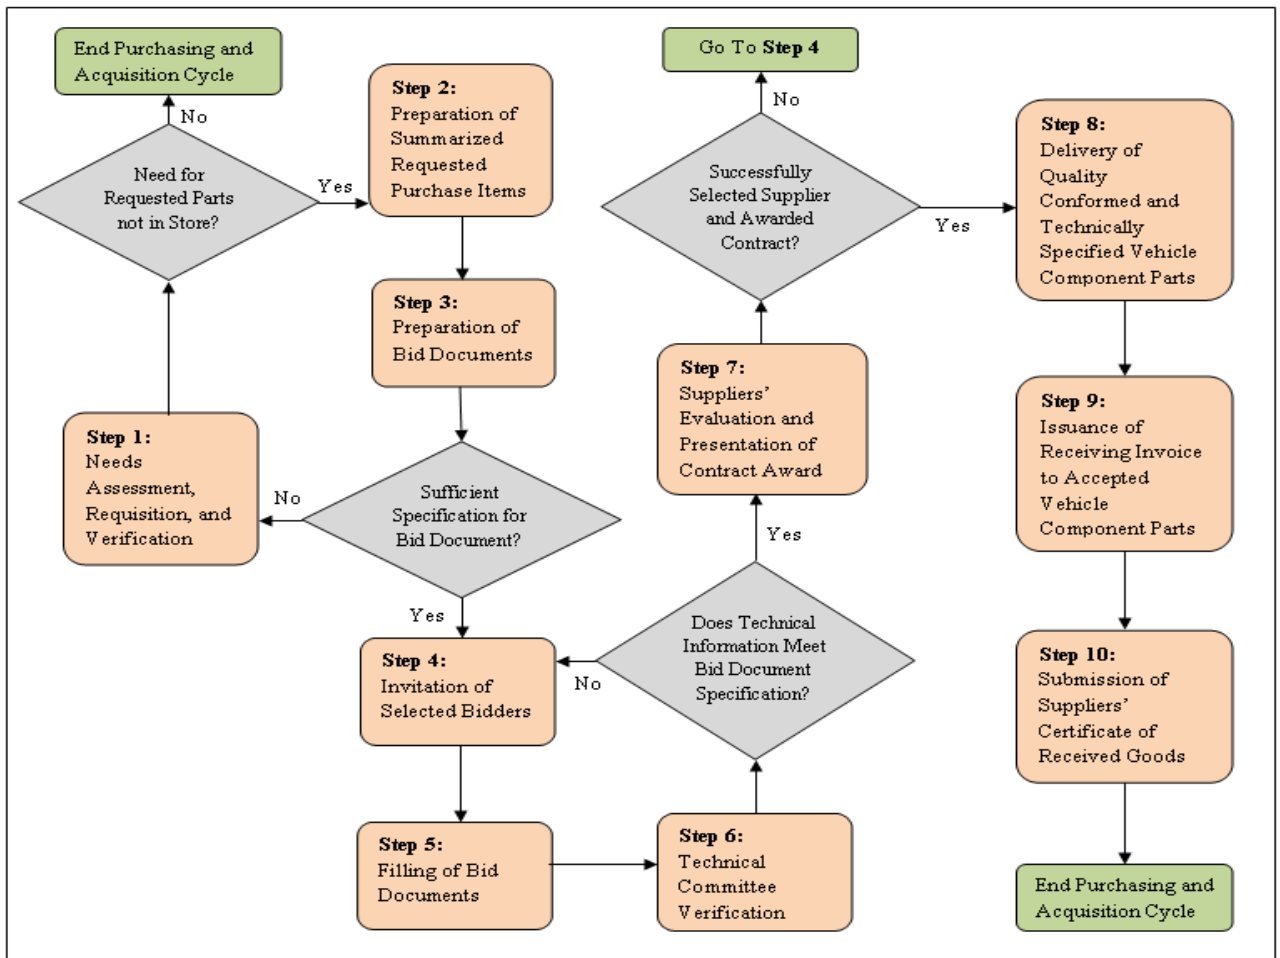 End Purchasing and
Acquisition Cycle
No
Need for
Requested Parts
not in Store?
Yes
Step 1:
Needs
Assessment,
Requisition, and
Verification
Step 2:
Preparation of
Summarized
Requested
Purchase Items
Step 3:
Preparation of
Bid Documents
Sufficient
Specification for
Bid Document?
No
Yes
Step 4:
Invitation of
Selected Bidders
Step 5:
Filling of Bid
Documents
Step 6:
Technical
Committee
Verification
Does Technical
Information Meet
Bid Document
Specification?
No
Yes
Step 7:
Suppliers’
Evaluation and
Presentation of
Contract Award
Successfully
Selected Supplier
and Awarded
Contract?
No
Go To Step 4
Yes
Step 8:
Delivery of
Quality
Conformed and
Technically
Specified Vehicle
Component Parts
Step 9:
Issuance of
Receiving Invoice
to Accepted
Vehicle
Component Parts
Step 10:
Submission of
Suppliers’
Certificate of
Received Goods
End Purchasing and
Acquisition Cycle